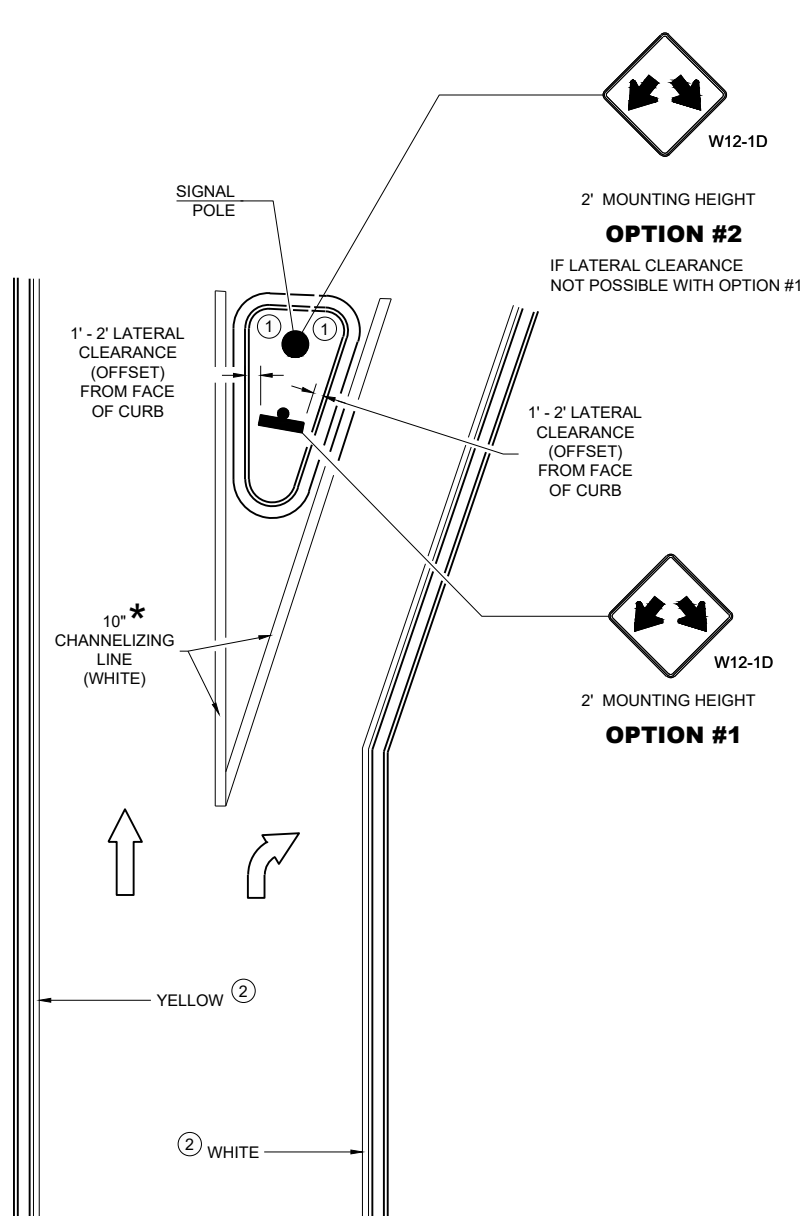 W12-1D
2' MOUNTING HEIGHT
OPTION #2
IF LATERAL CLEARANCE
NOT POSSIBLE WITH OPTION #1
SIGNAL
POLE
1
1
1' - 2' LATERAL
CLEARANCE
(OFFSET)
FROM FACE
OF CURB
1' - 2' LATERAL
CLEARANCE
(OFFSET)
FROM FACE
OF CURB
10" *
CHANNELIZING
LINE
(WHITE)
W12-1D
2' MOUNTING HEIGHT
OPTION #1
YELLOW 2
2 WHITE